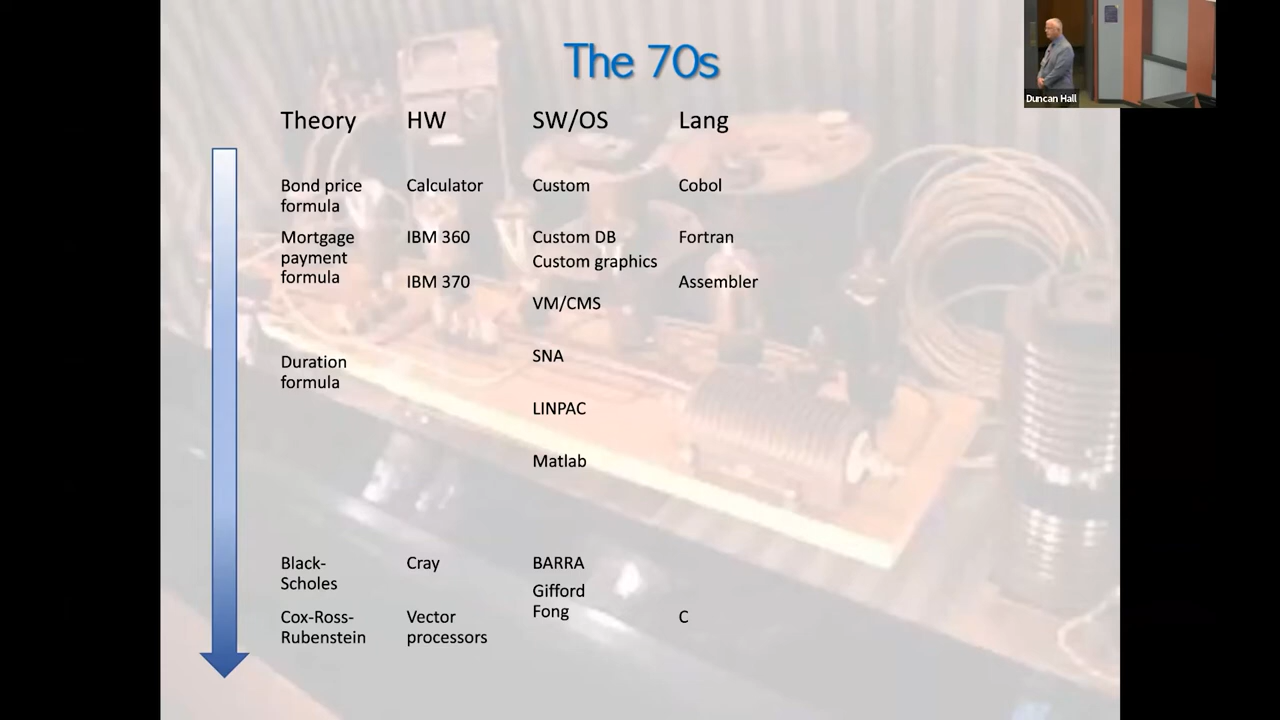 The 70s
Duncan Hall
Theory HW SW/OS Lang
Bond price
formula
Calculator
Custom
Cobol
Mortgage
payment
formula
IBM 360
Custom DB
Fortran
Custom graphics
IBM 370
Assembler
VM/CMS
Duration
formula
SNA
LINPAC
Matlab
Black-
Scholes
Cray
BARRA
Gifford
Fong
Cox-Ross-
Rubenstein
Vector
processors
C